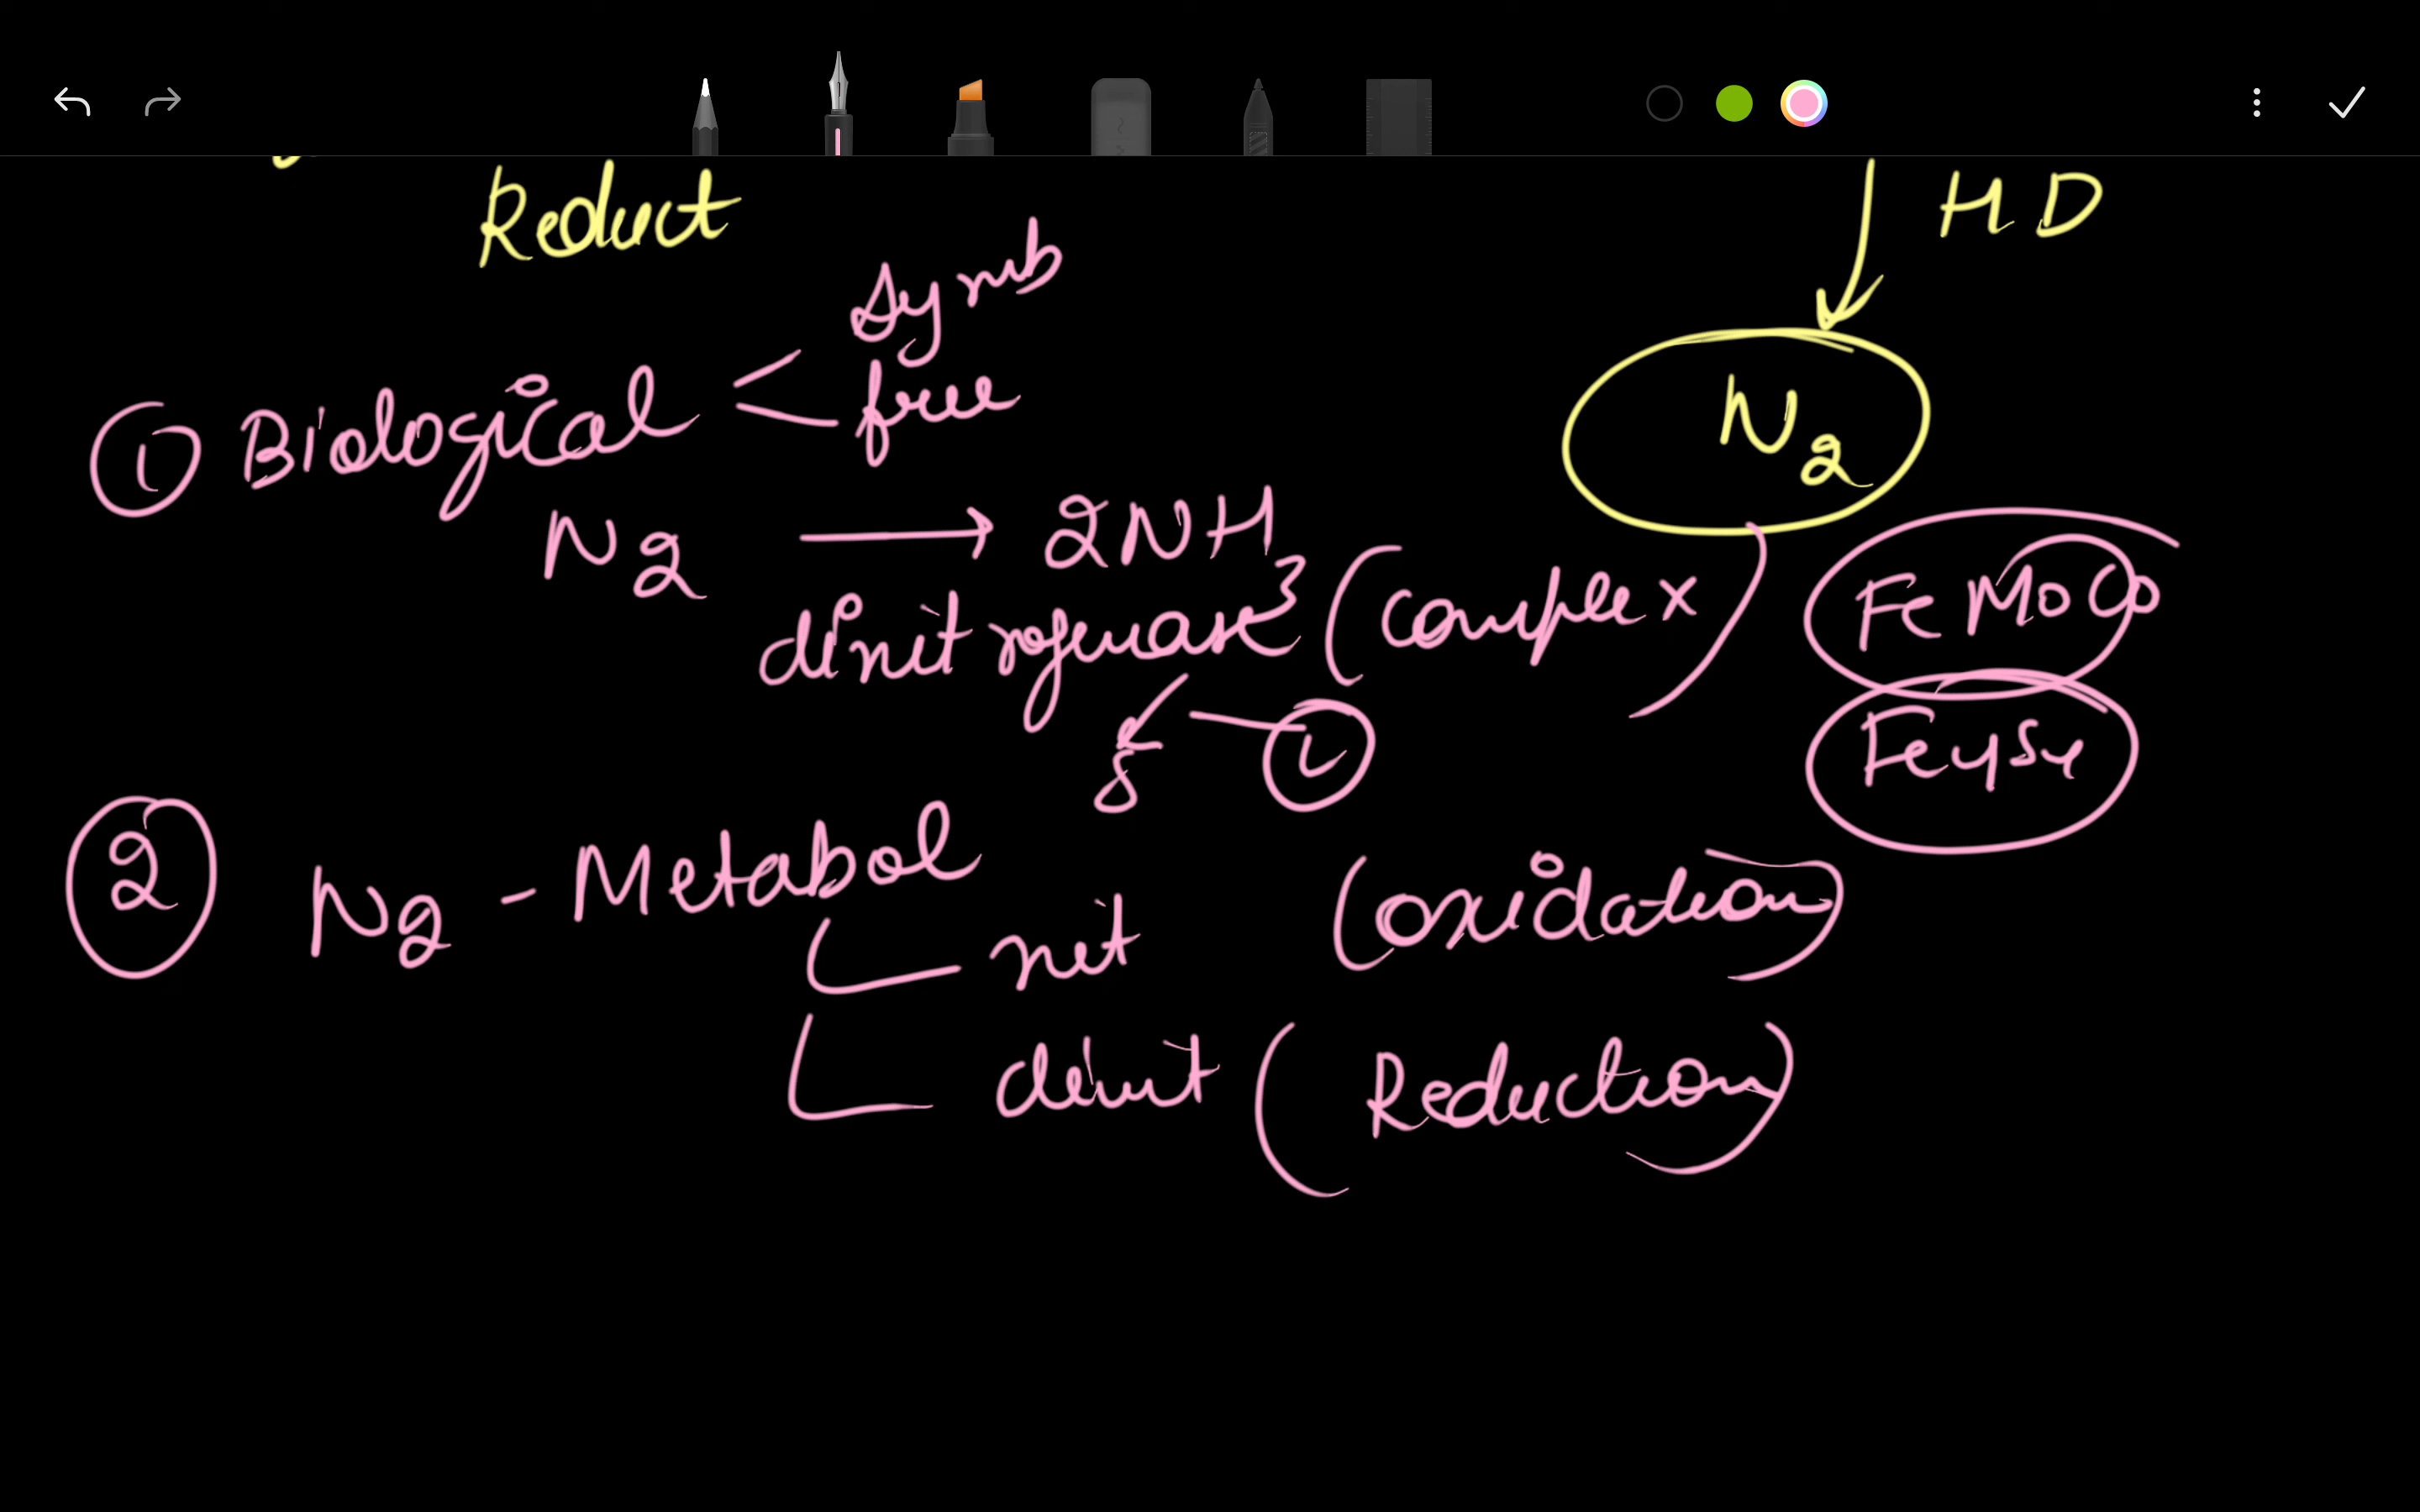 Reduct
HD
Symb
① Biological < free
N2
N2 → 2NH3
dinitrogenase (complex)
FeMoCo
Fe4S4
8
② N2 - Metabol
nit (oxidation)
denit (Reduction)